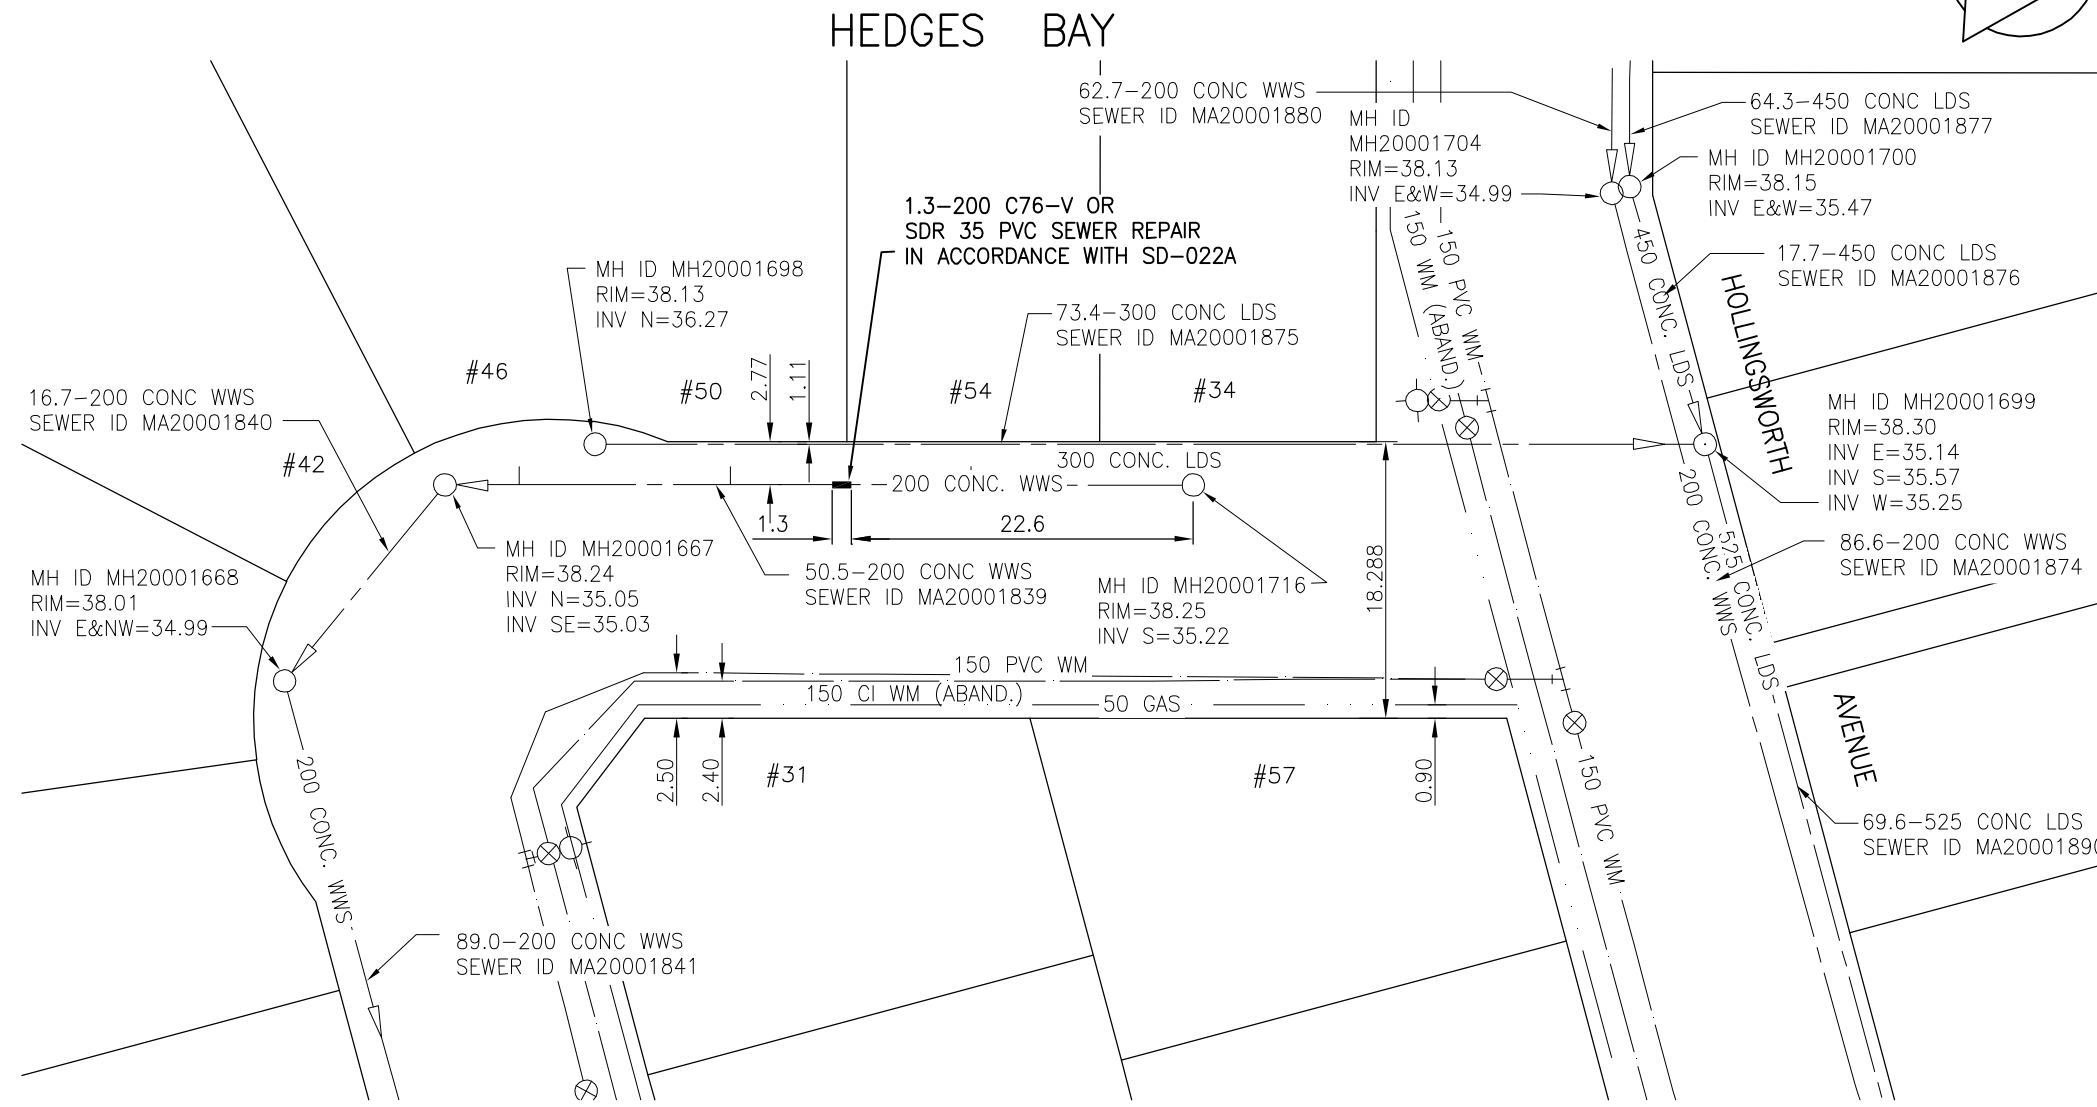 HEDGES BAY
62.7-200 CONC WWS
SEWER ID MA20001880
MH ID
MH20001704
RIM=38.13
INV E&W=34.99
64.3-450 CONC LDS
SEWER ID MA20001877
MH ID MH20001700
RIM=38.15
INV E&W=35.47
1.3-200 C76-V OR
SDR 35 PVC SEWER REPAIR
IN ACCORDANCE WITH SD-022A
17.7-450 CONC LDS
SEWER ID MA20001876
MH ID MH20001698
RIM=38.13
INV N=36.27
73.4-300 CONC LDS
SEWER ID MA20001875
150 WM (ABAND.)
150 PVC WM
450 CONC. LDS
HOLLINGSWORTH
#46
#50
2.77
1.11
#54
#34
16.7-200 CONC WWS
SEWER ID MA20001840
#42
MH ID MH20001699
RIM=38.30
INV E=35.14
INV S=35.57
INV W=35.25
300 CONC. LDS
200 CONC. WWS
1.3
22.6
200 CONC. WWS
525 CONC. LDS
86.6-200 CONC WWS
SEWER ID MA20001874
MH ID MH20001667
RIM=38.24
INV N=35.05
INV SE=35.03
50.5-200 CONC WWS
SEWER ID MA20001839
MH ID MH20001716
RIM=38.25
INV S=35.22
18.288
MH ID MH20001668
RIM=38.01
INV E&NW=34.99
150 PVC WM
150 CI WM (ABAND.)
50 GAS
2.50
2.40
0.90
#31
#57
AVENUE
200 CONC. WWS
150 PVC WM
69.6-525 CONC LDS
SEWER ID MA20001890
89.0-200 CONC WWS
SEWER ID MA20001841